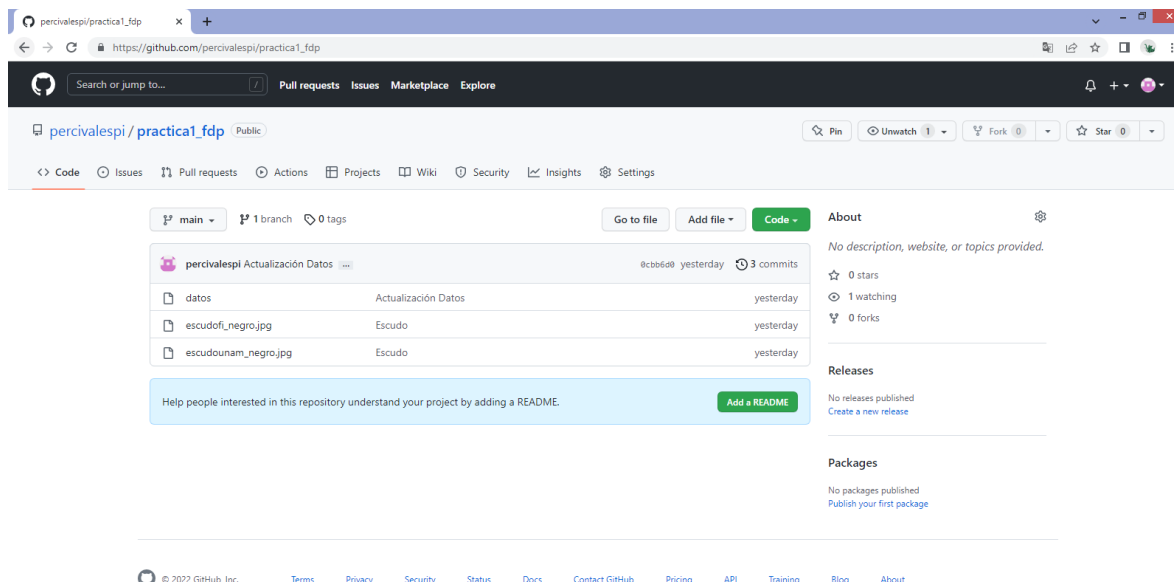 percivalespi/practica1_fdp
https://github.com/percivalespi/practica1_fdp
Search or jump to... / Pull requests Issues Marketplace Explore
percivalespi / practica1_fdp Public Pin Unwatch 1 Fork 0 Star 0
<> Code Issues Pull requests Actions Projects Wiki Security Insights Settings
main 1 branch 0 tags Go to file Add file Code
percivalespi Actualización Datos ... 0cbb6d0 yesterday 3 commits
datos Actualización Datos yesterday
escudofi_negro.jpg Escudo yesterday
escudounam_negro.jpg Escudo yesterday
Help people interested in this repository understand your project by adding a README. Add a README
About
No description, website, or topics provided.
0 stars
1 watching
0 forks
Releases
No releases published
Create a new release
Packages
No packages published
Publish your first package
© 2022 GitHub, Inc. Terms Privacy Security Status Docs Contact GitHub Pricing API Training Blog About